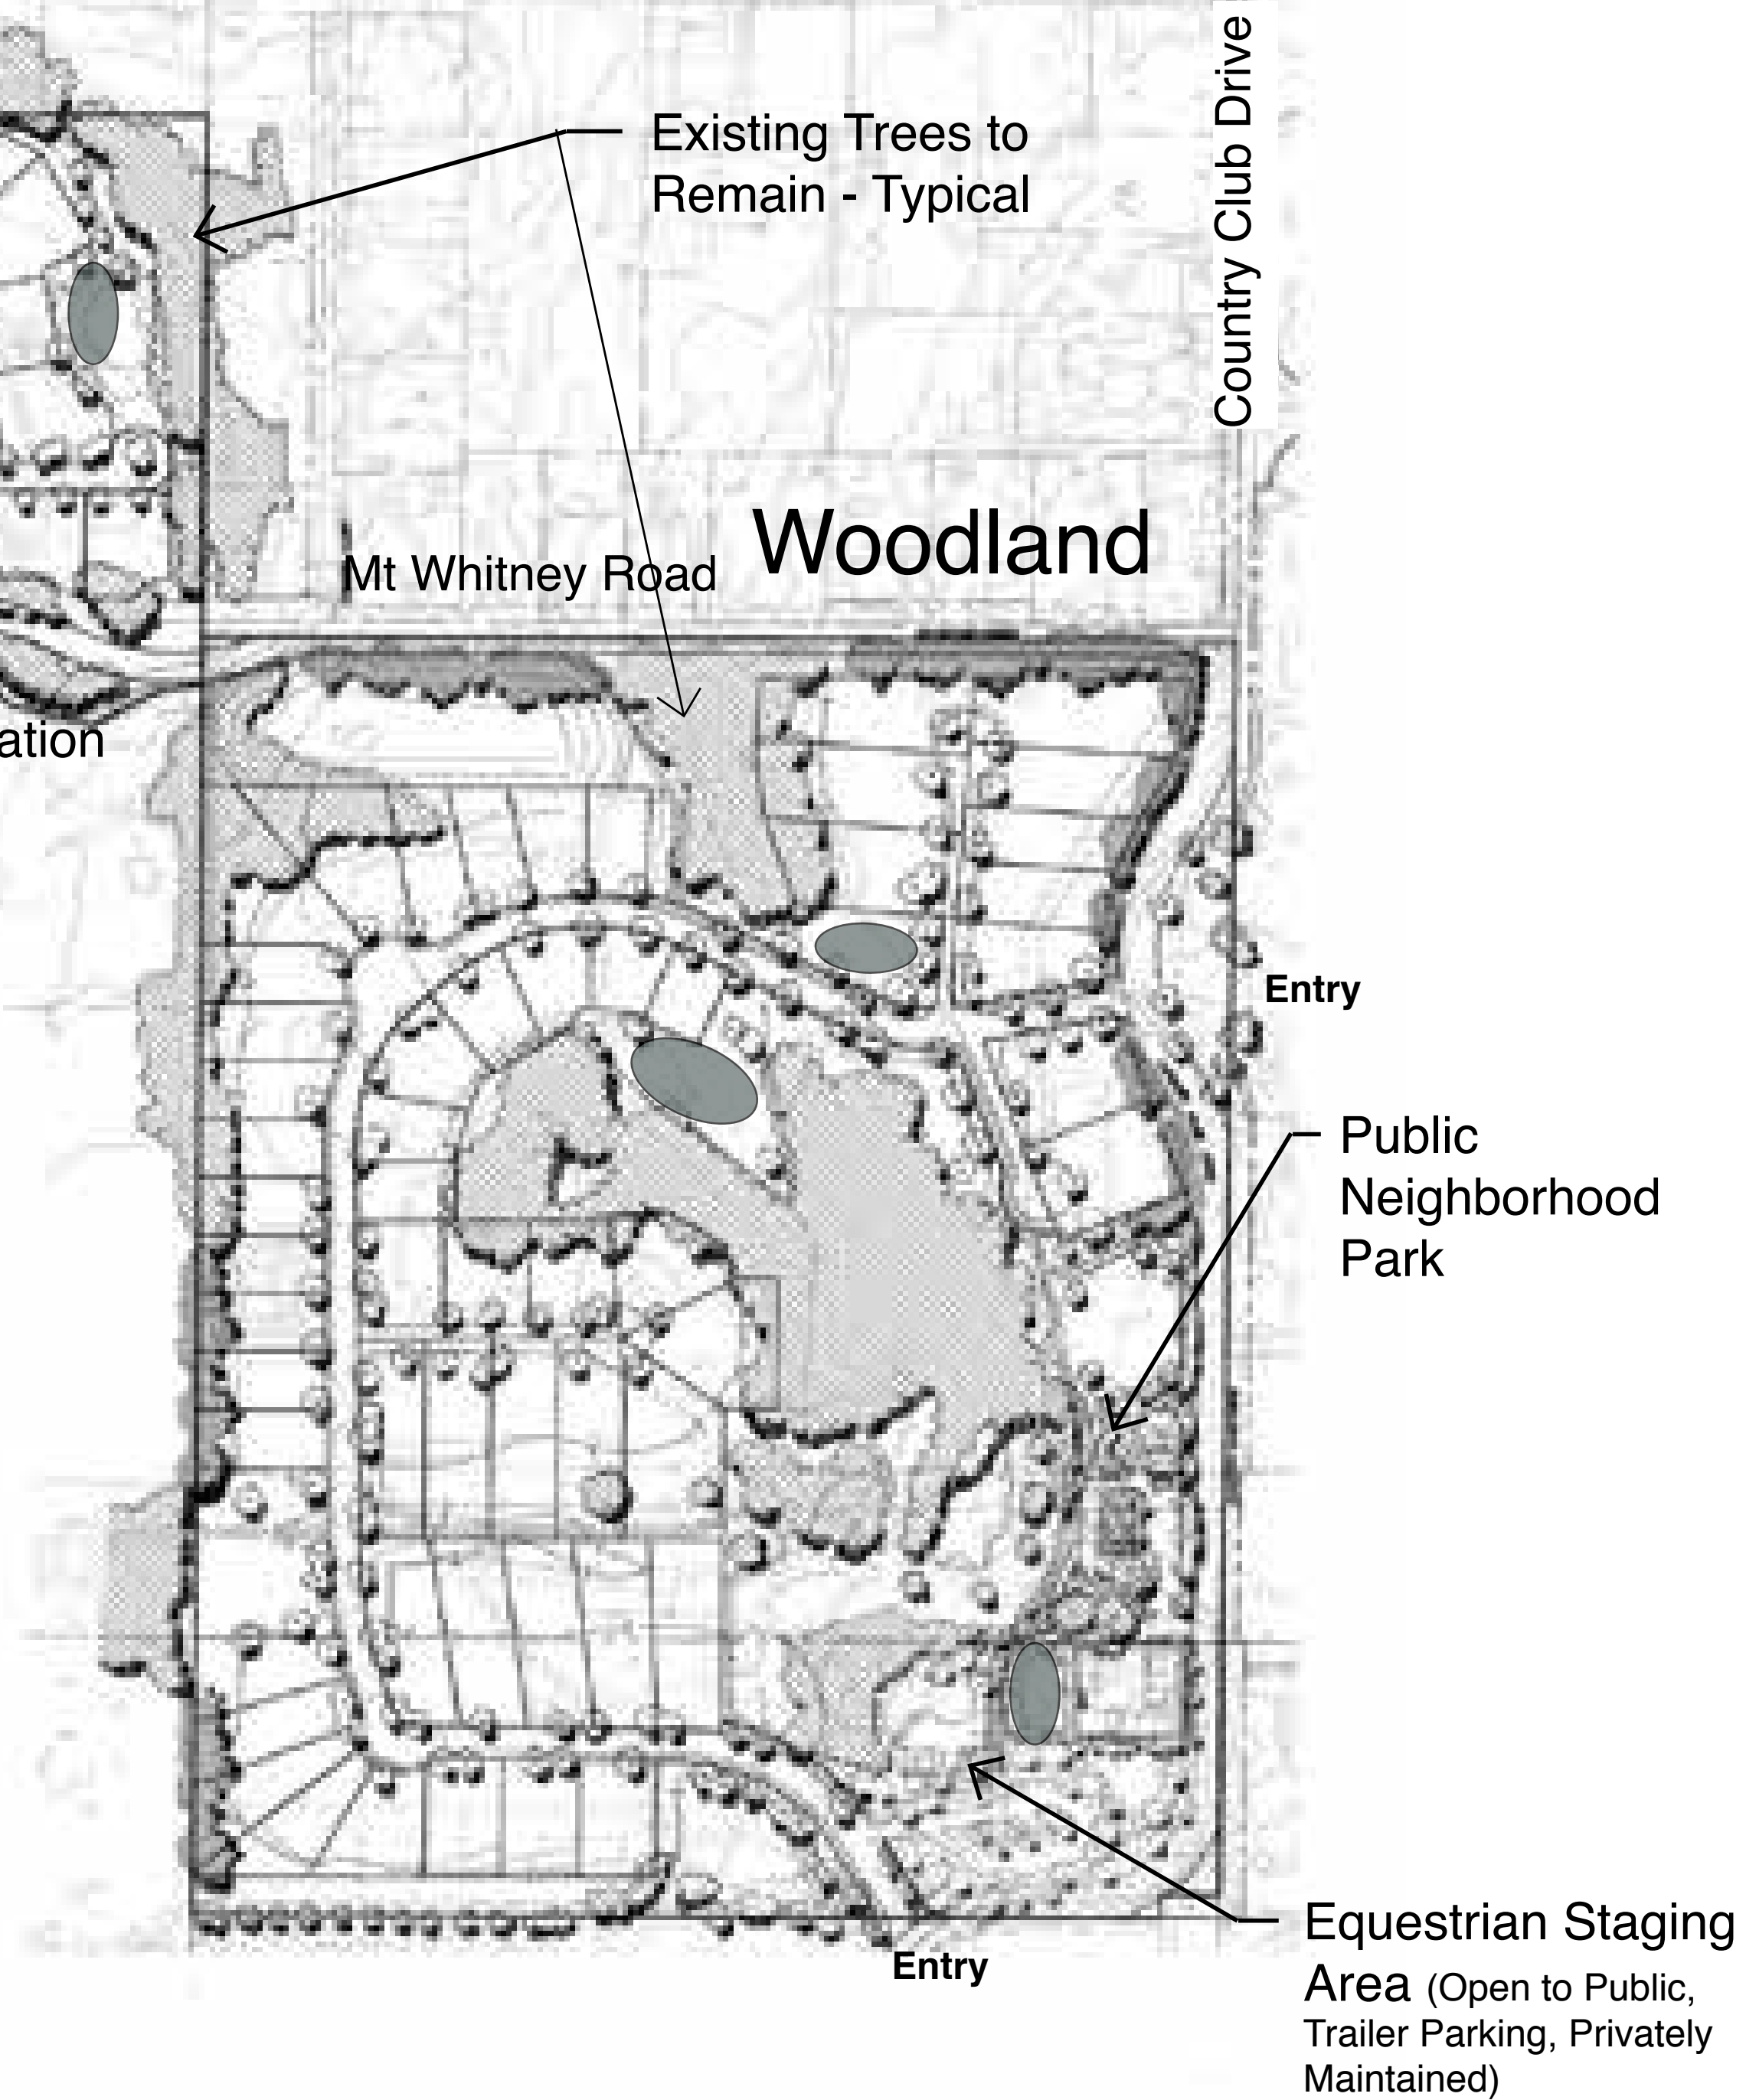 Country Club Drive
Existing Trees to
Remain - Typical
Woodland
Mt Whitney Road
ation
Entry
Public
Neighborhood
Park
Equestrian Staging
Area (Open to Public,
Trailer Parking, Privately
Maintained)
Entry